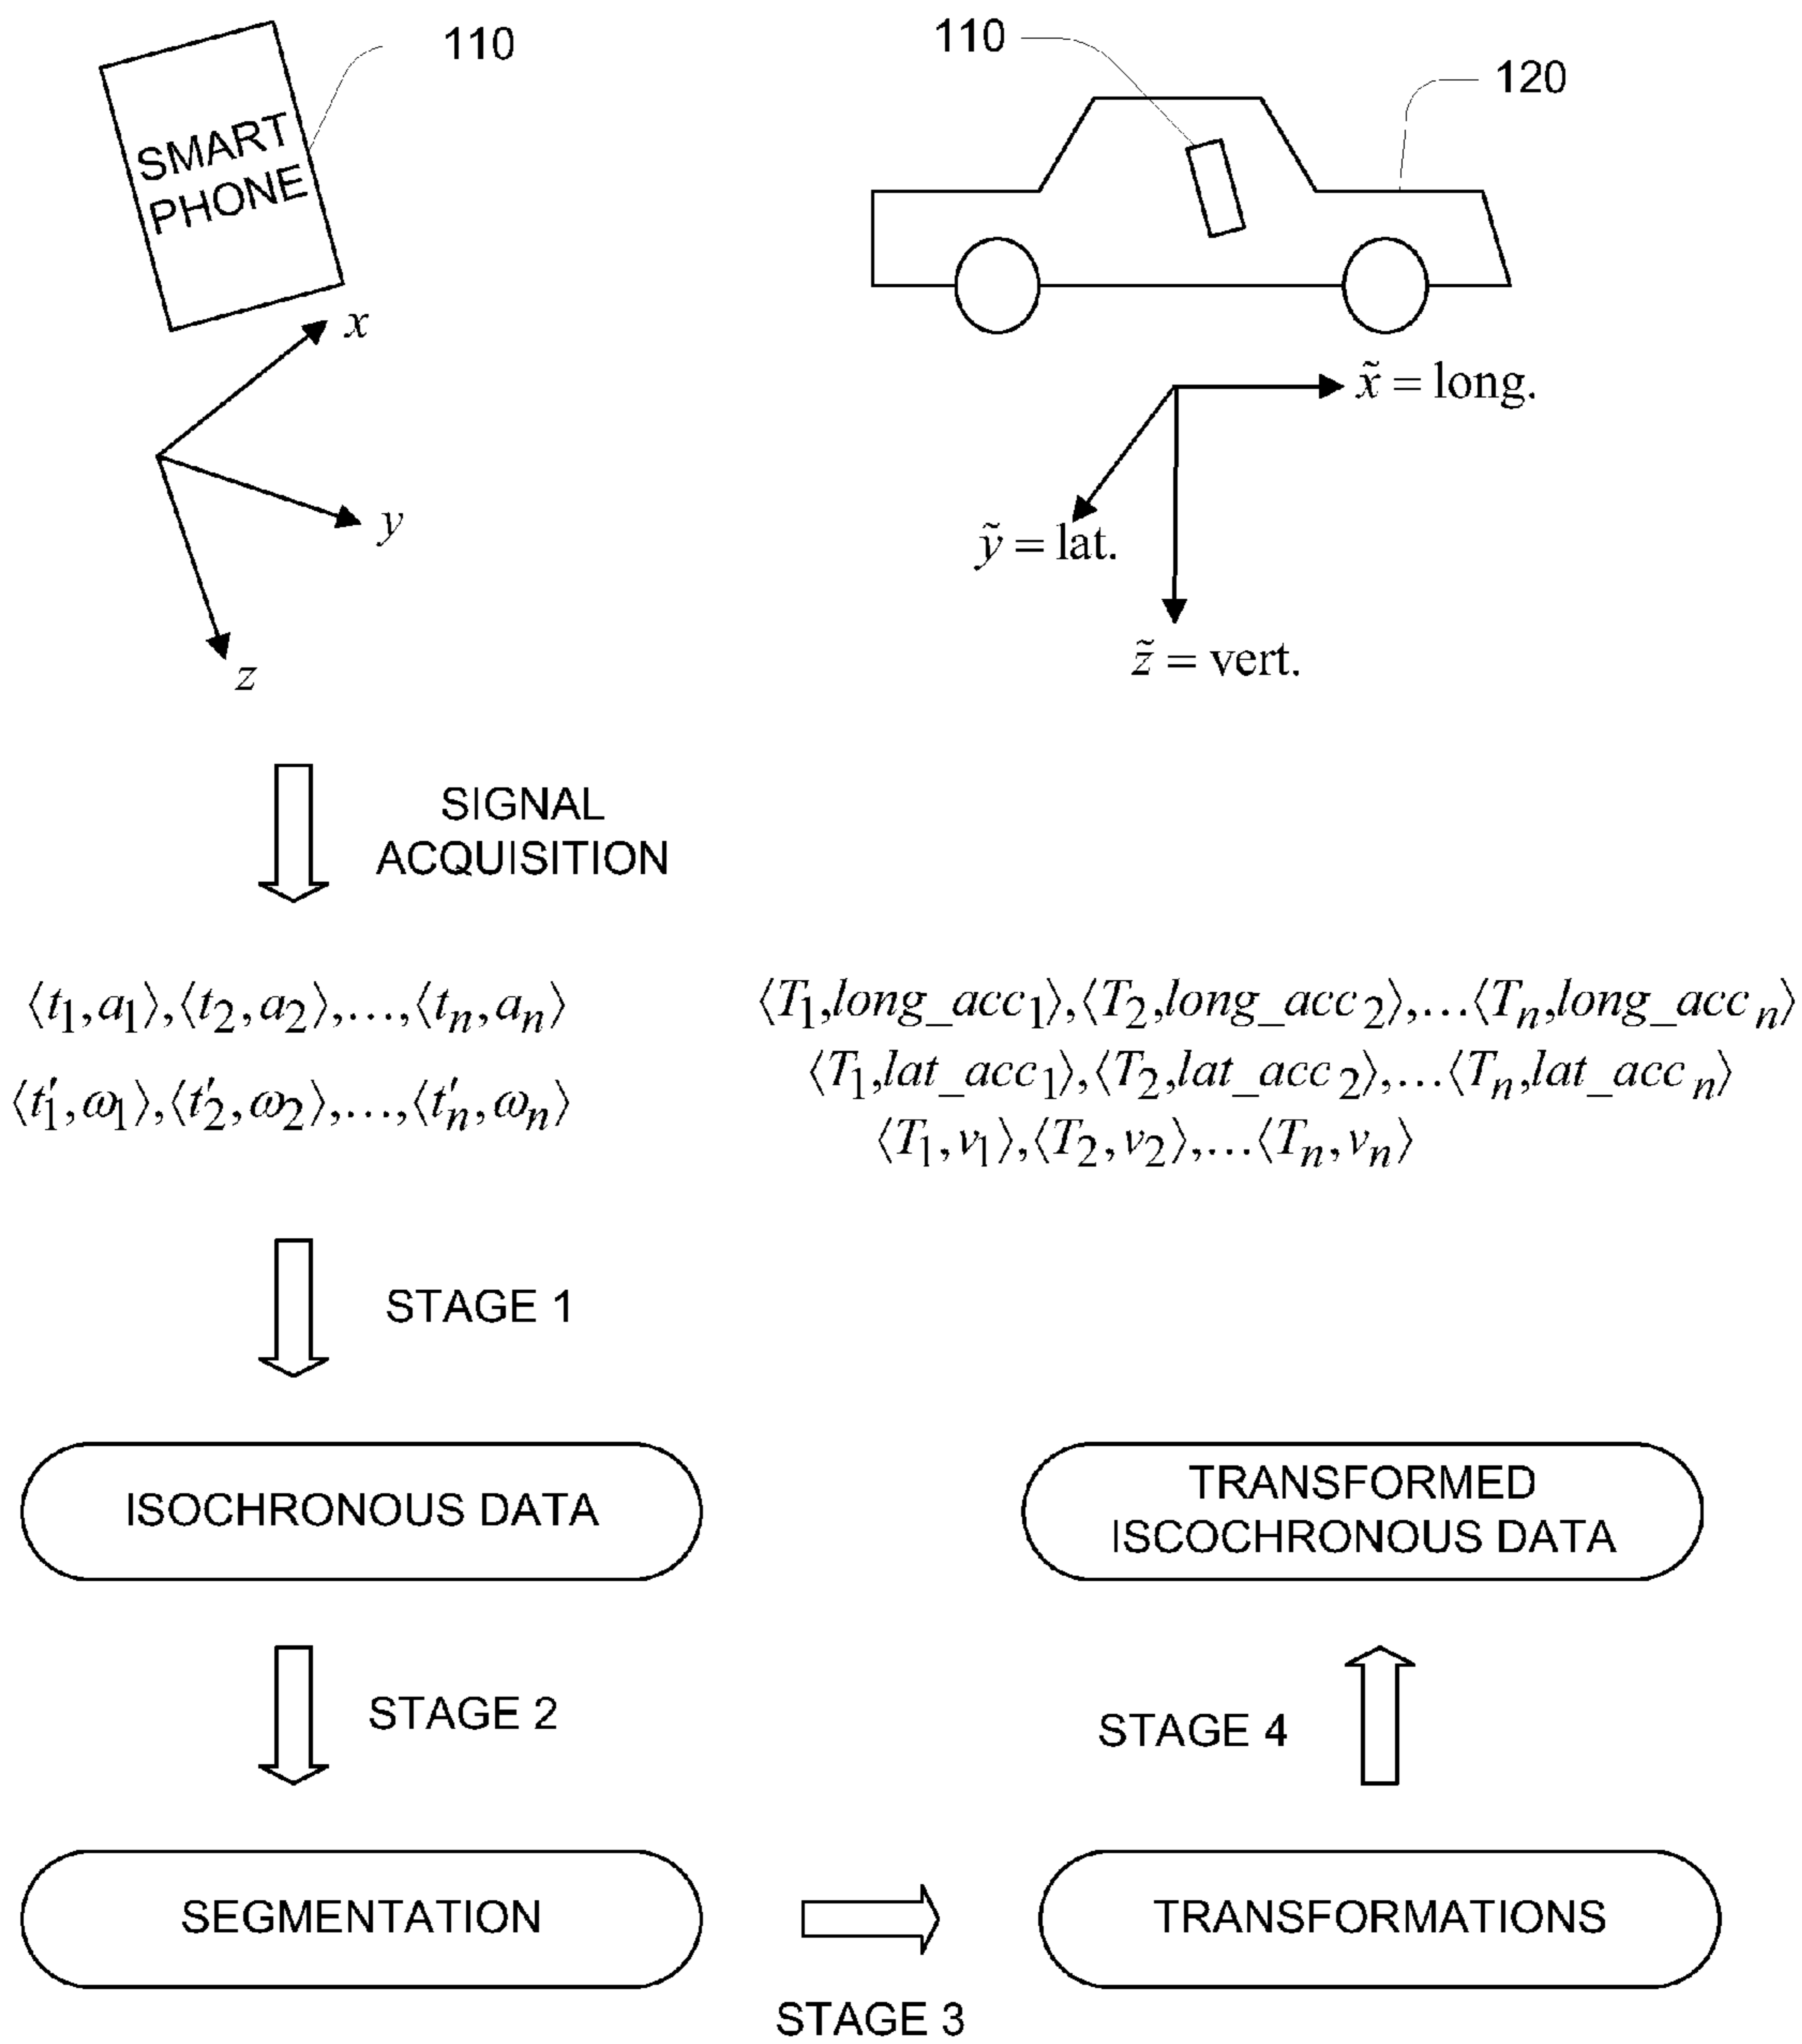 110
SMART
PHONE
x
y
z
110
120
x̃ = long.
ỹ = lat.
z̃ = vert.
SIGNAL
ACQUISITION
⟨t₁,a₁⟩,⟨t₂,a₂⟩,...,⟨tₙ,aₙ⟩
⟨t′₁,ω₁⟩,⟨t′₂,ω₂⟩,...,⟨t′ₙ,ωₙ⟩
⟨T₁,long_acc₁⟩,⟨T₂,long_acc₂⟩,...⟨Tₙ,long_accₙ⟩
⟨T₁,lat_acc₁⟩,⟨T₂,lat_acc₂⟩,...⟨Tₙ,lat_accₙ⟩
⟨T₁,v₁⟩,⟨T₂,v₂⟩,...⟨Tₙ,vₙ⟩
STAGE 1
ISOCHRONOUS DATA
TRANSFORMED
ISCOCHRONOUS DATA
STAGE 2
STAGE 4
SEGMENTATION
TRANSFORMATIONS
STAGE 3